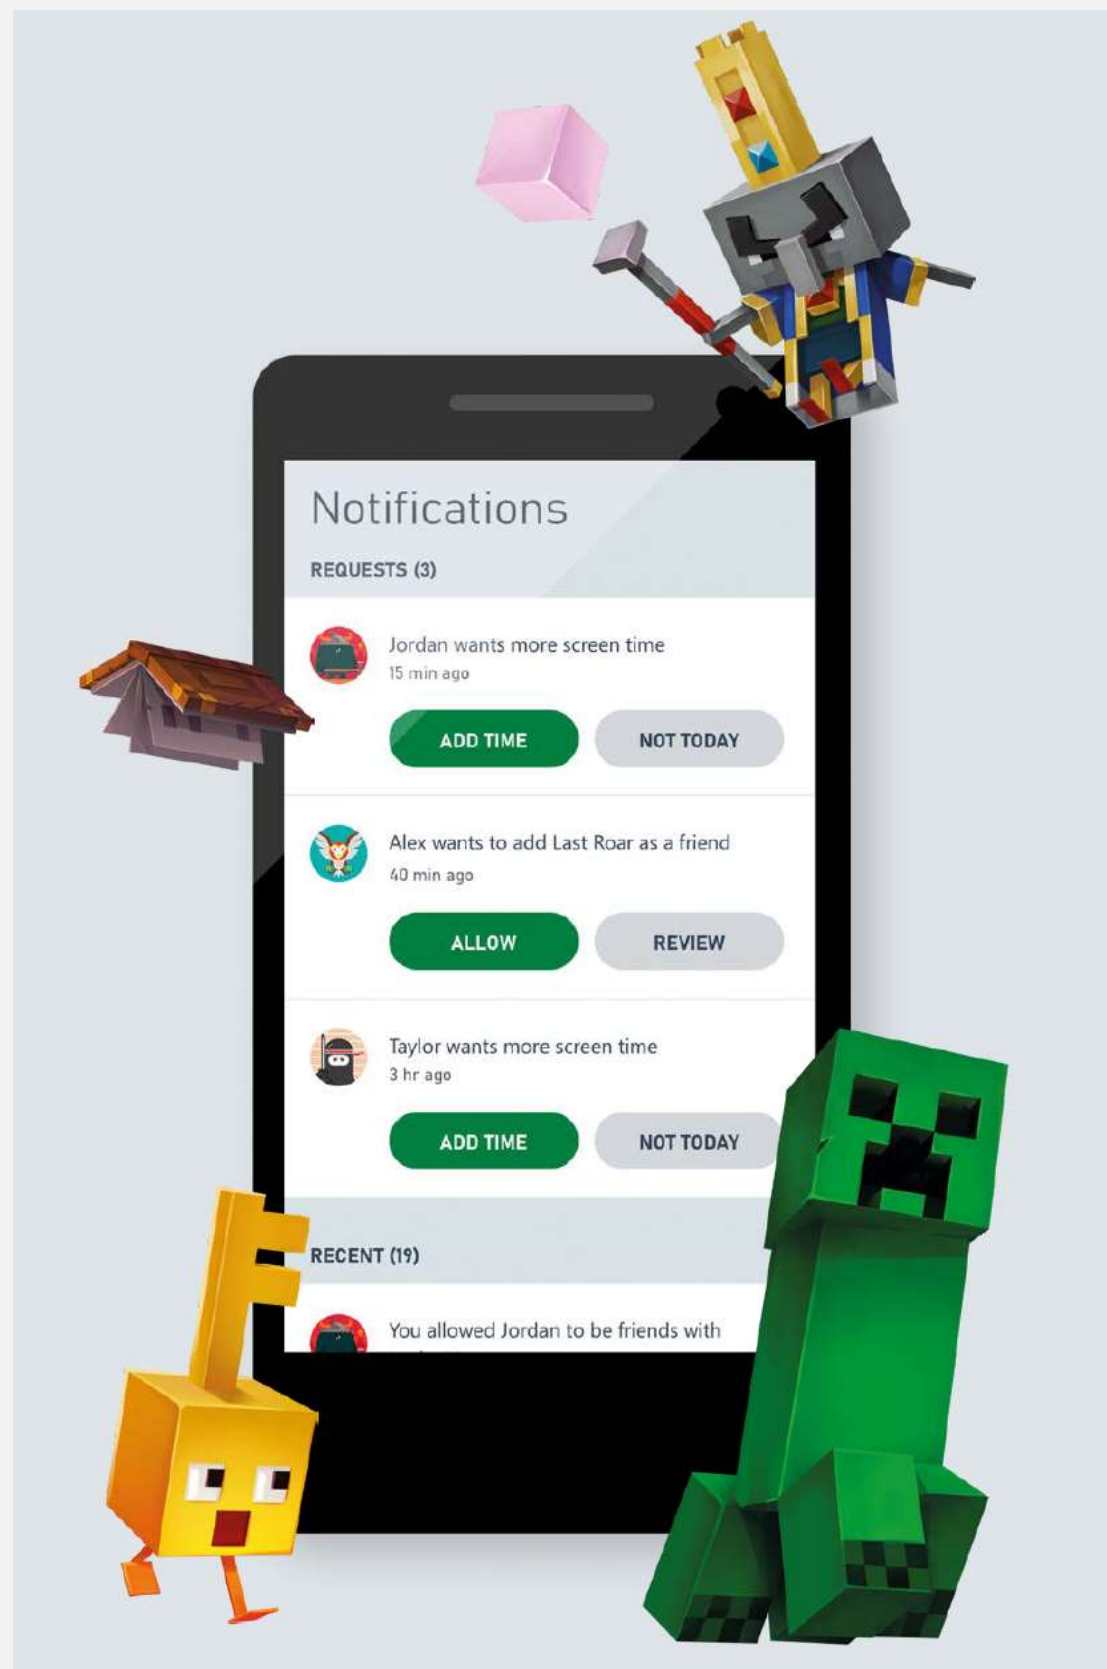 Notifications
REQUESTS (3)
Jordan wants more screen time
15 min ago
ADD TIME
NOT TODAY
Alex wants to add Last Roar as a friend
40 min ago
ALLOW
REVIEW
Taylor wants more screen time
3 hr ago
ADD TIME
NOT TODAY
RECENT (19)
You allowed Jordan to be friends with